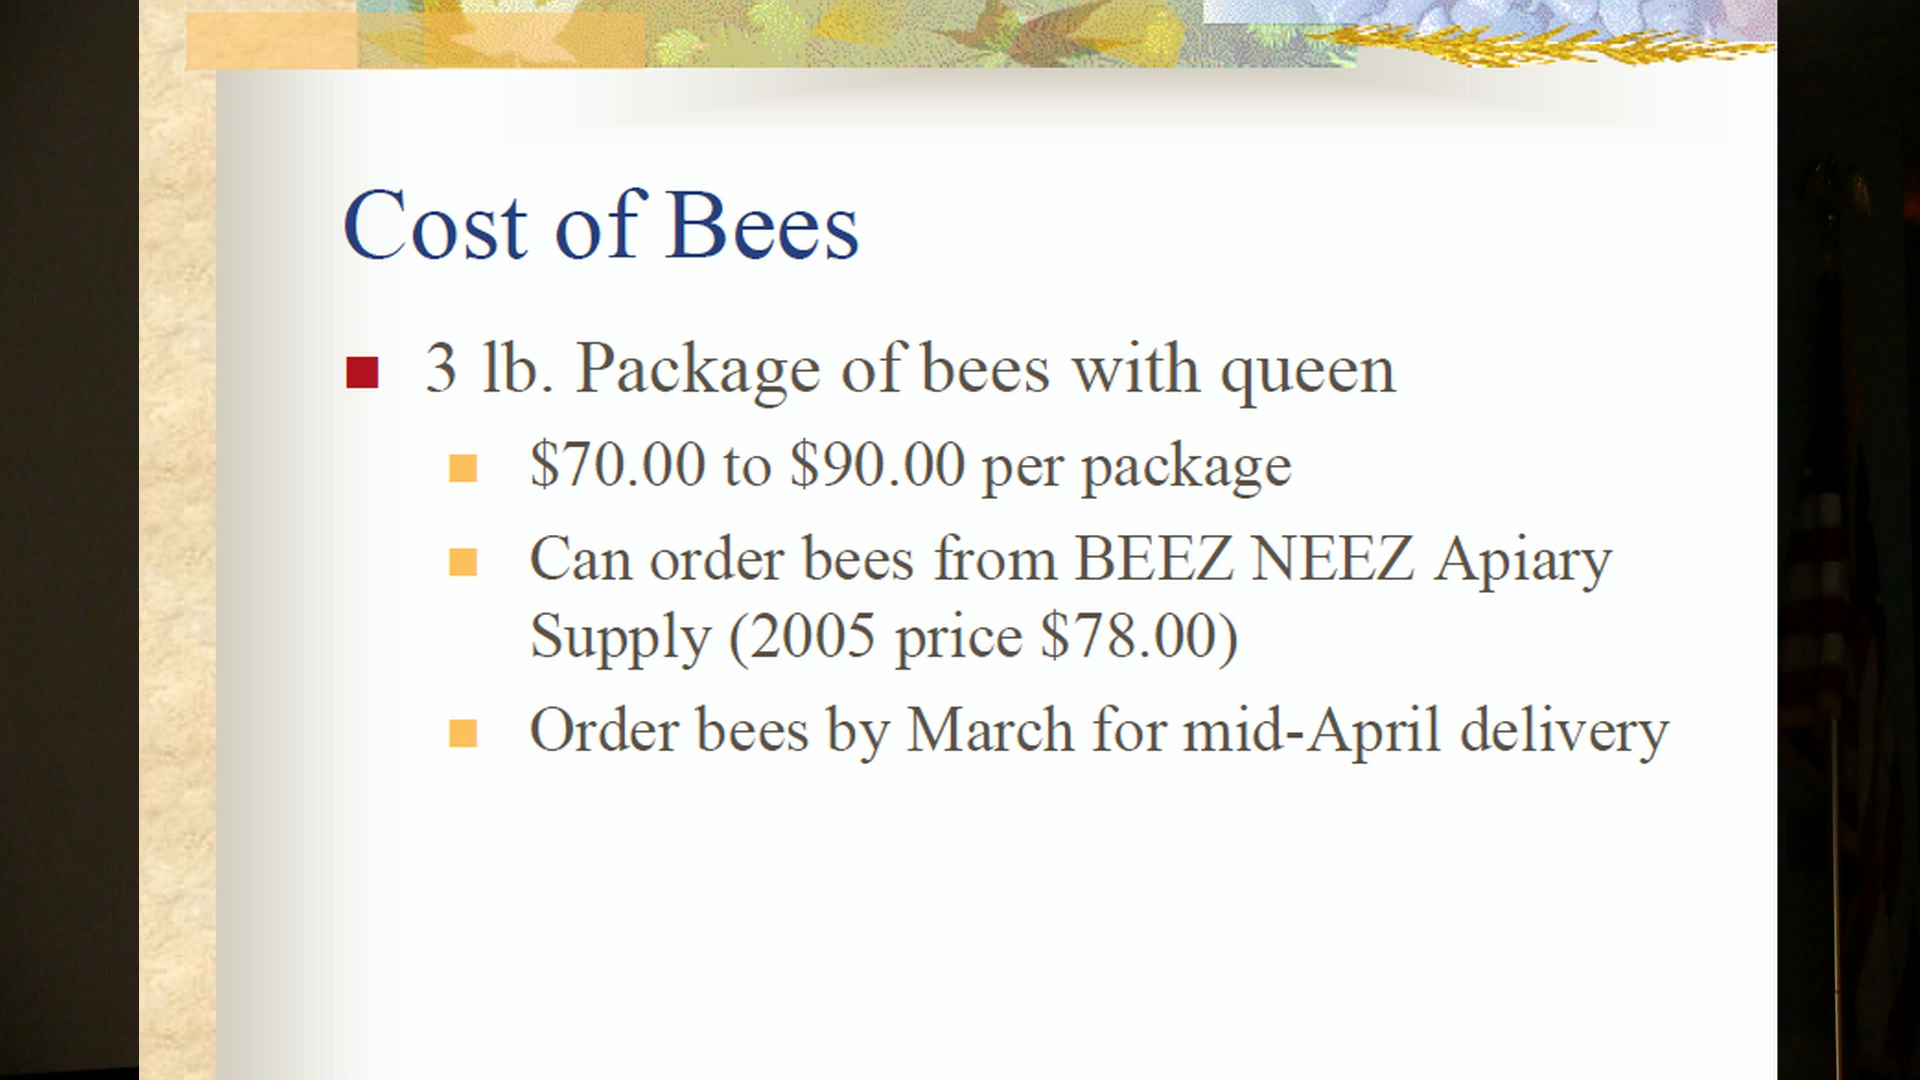 Cost of Bees
3 lb. Package of bees with queen
$70.00 to $90.00 per package
Can order bees from BEEZ NEEZ Apiary
Supply (2005 price $78.00)
Order bees by March for mid-April delivery